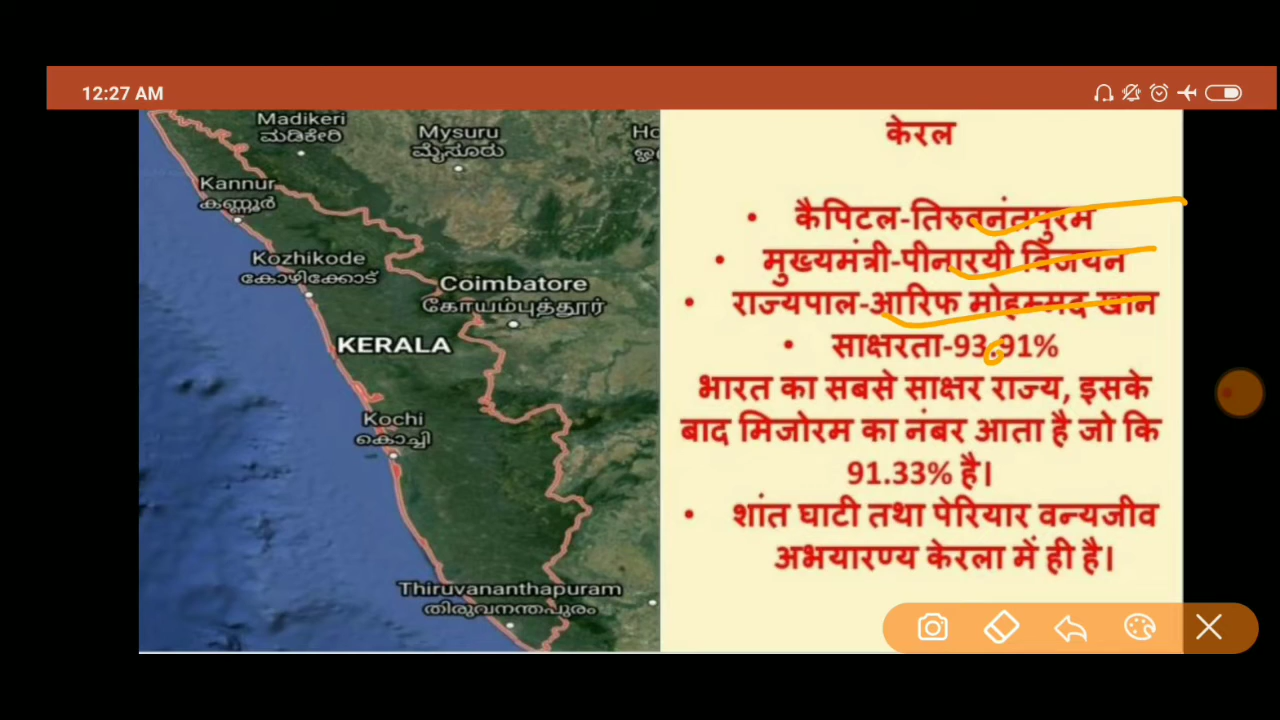 12:27 AM
Madikeri
ಮಡಿಕೇರಿ
Mysuru
ಮೈಸೂರು
Kannur
കണ്ണൂർ
Kozhikode
കോഴിക്കോട്
Coimbatore
கோயம்புத்தூர்
KERALA
Kochi
കൊച്ചി
Thiruvananthapuram
തിരുവനന്തപുരം
केरल
• कैपिटल-तिरुवनंतपुरम
• मुख्यमंत्री-पीनारयी विजयन
• राज्यपाल-आरिफ मोहम्मद खान
• साक्षरता-93.91%
भारत का सबसे साक्षर राज्य, इसके
बाद मिजोरम का नंबर आता है जो कि
91.33% है।
• शांत घाटी तथा पेरियार वन्यजीव
अभयारण्य केरला में ही है।